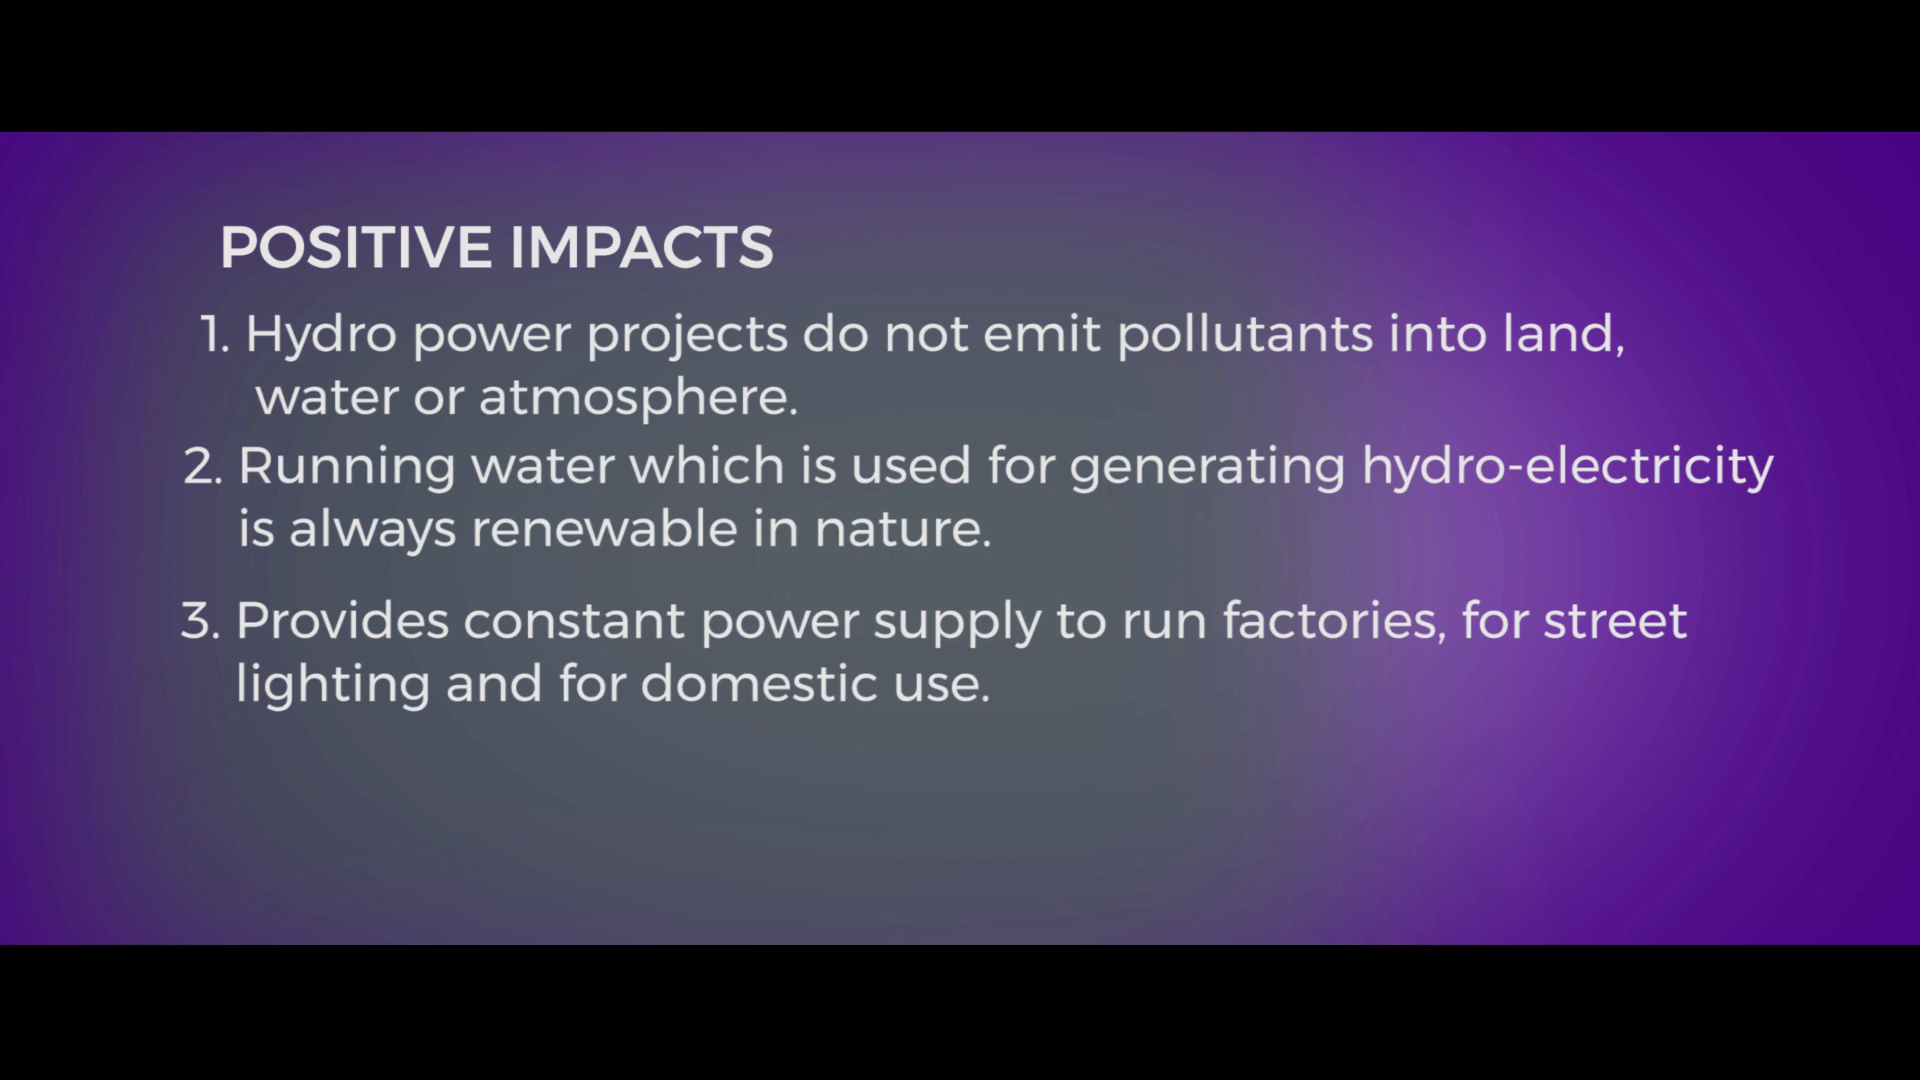 POSITIVE IMPACTS
1. Hydro power projects do not emit pollutants into land,
water or atmosphere.
2. Running water which is used for generating hydro-electricity
is always renewable in nature.
3. Provides constant power supply to run factories, for street
lighting and for domestic use.